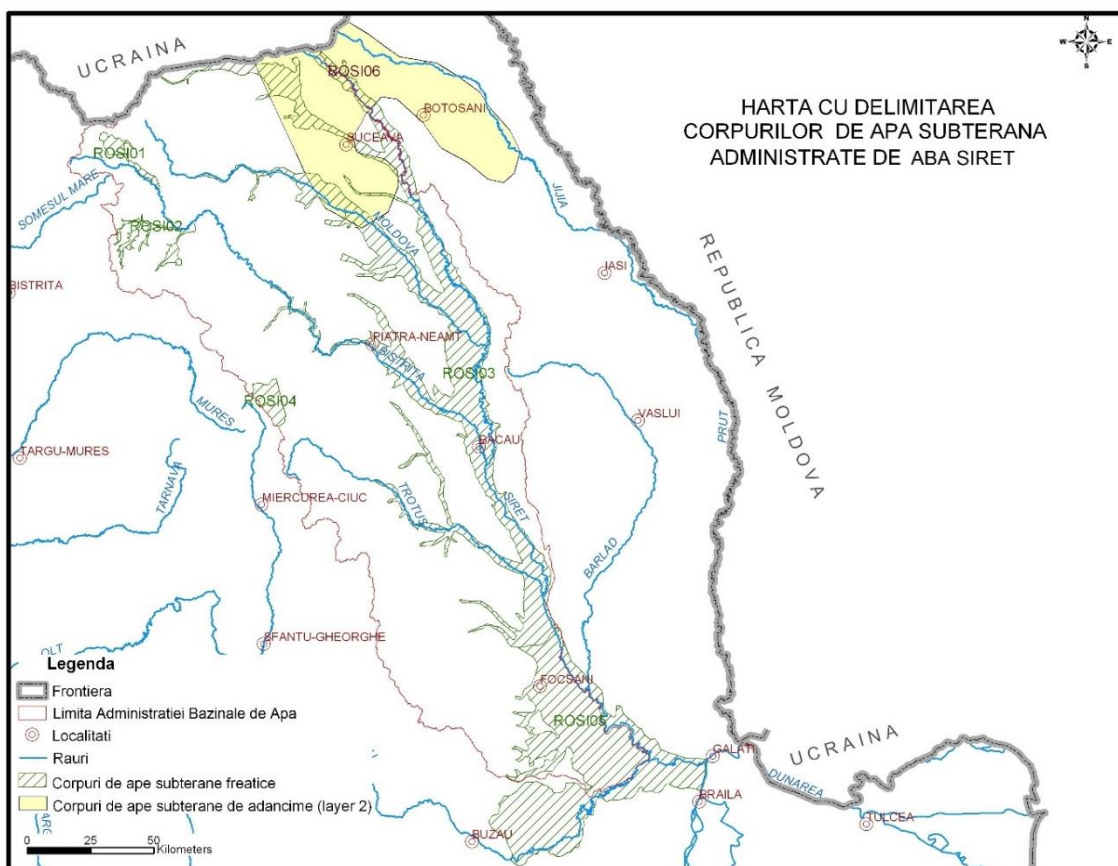 UCRAINA
N
W E
S
HARTA CU DELIMITAREA
CORPURILOR DE APA SUBTERANA
ADMINISTRATE DE ABA SIRET
ROSI06
BOTOSANI
SUCEAVA
ROSI01
SOMESUL MARE
ROSI02
MOLDOVA
JIJIA
IASI
REPUBLICA MOLDOVA
BISTRITA
PIATRA-NEAMT
BISTRITA
ROSI03
ROSI04
MURES
VASLUI
PRUT
BACAU
TARGU-MURES
TARNAVA
MIERCUREA-CIUC
TROTUS
SIRET
BARLAD
SFANTU-GHEORGHE
OLT
FOCSANI
ROSI05
GALATI
UCRAINA
DUNAREA
BRAILA
TULCEA
BUZAU
Legenda
Frontiera
Limita Administratiei Bazinale de Apa
Localitati
Rauri
Corpuri de ape subterane freatice
Corpuri de ape subterane de adancime (layer 2)
0 25 50
Kilometers